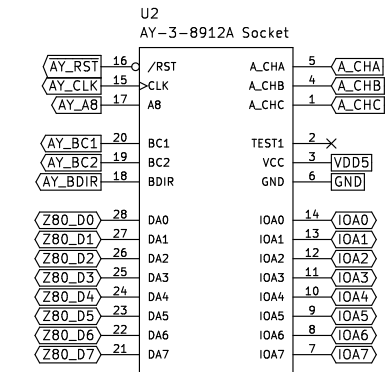 U2
AY-3-8912A Socket
AY_RST 16 /RST A_CHA 5 A_CHA
AY_CLK 15 CLK A_CHB 4 A_CHB
AY_A8 17 A8 A_CHC 1 A_CHC
AY_BC1 20 BC1 TEST1 2
AY_BC2 19 BC2 VCC 3 VDD5
AY_BDIR 18 BDIR GND 6 GND
Z80_D0 28 DA0 IOA0 14 IOA0
Z80_D1 27 DA1 IOA1 13 IOA1
Z80_D2 26 DA2 IOA2 12 IOA2
Z80_D3 25 DA3 IOA3 11 IOA3
Z80_D4 24 DA4 IOA4 10 IOA4
Z80_D5 23 DA5 IOA5 9 IOA5
Z80_D6 22 DA6 IOA6 8 IOA6
Z80_D7 21 DA7 IOA7 7 IOA7